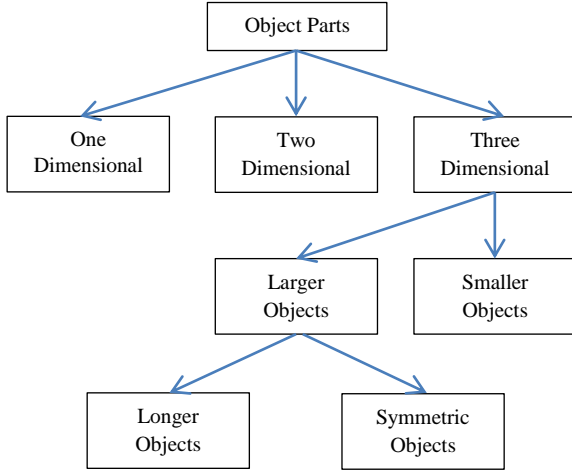 Object Parts
One
Dimensional
Two
Dimensional
Three
Dimensional
Larger
Objects
Smaller
Objects
Longer
Objects
Symmetric
Objects